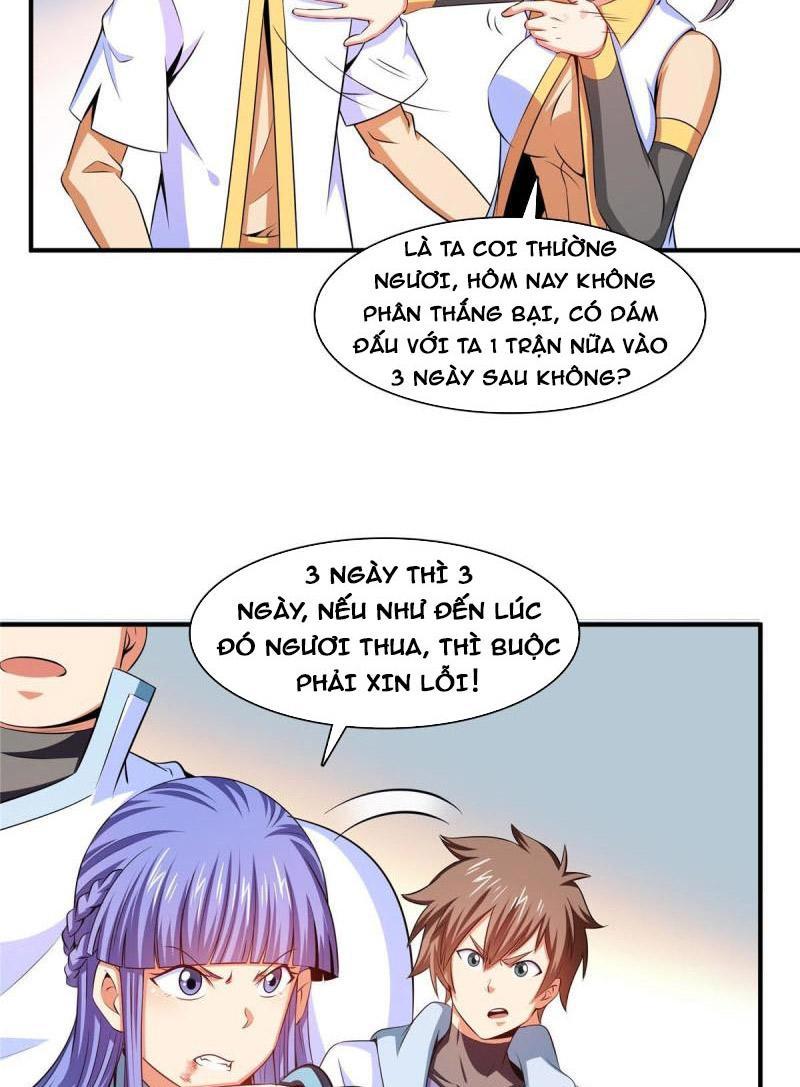 LÀ TA COI THƯỜNG
NGƯƠI, HÔM NAY KHÔNG
PHÂN THẮNG BẠI, CÓ DÁM
ĐẤU VỚI TA 1 TRẬN NỮA VÀO
3 NGÀY SAU KHÔNG?
3 NGÀY THÌ 3
NGÀY, NẾU NHƯ ĐẾN LÚC
ĐÓ NGƯƠI THUA, THÌ BUỘC
PHẢI XIN LỖI!